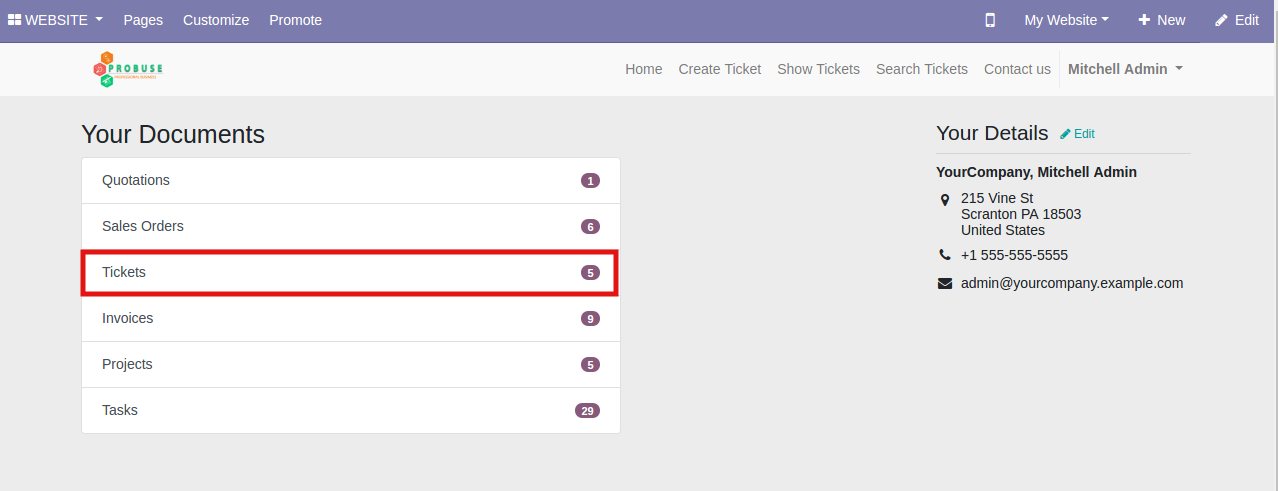 WEBSITE Pages Customize Promote My Website New Edit
PROBUSE Home Create Ticket Show Tickets Search Tickets Contact us Mitchell Admin
Your Documents
Quotations 1
Sales Orders 6
Tickets 5
Invoices 9
Projects 5
Tasks 29
Your Details Edit
YourCompany, Mitchell Admin
215 Vine St
Scranton PA 18503
United States
+1 555-555-5555
admin@yourcompany.example.com